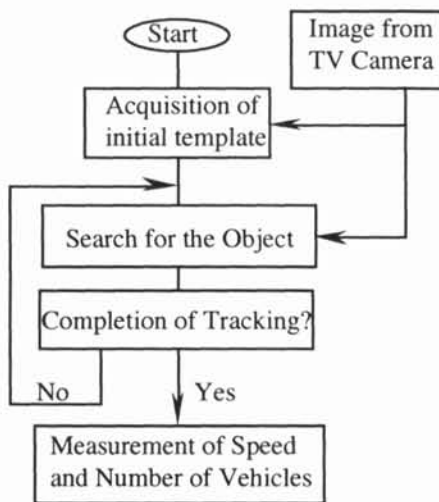 Start
Image from
TV Camera
Acquisition of
initial template
Search for the Object
Completion of Tracking?
No
Yes
Measurement of Speed
and Number of Vehicles